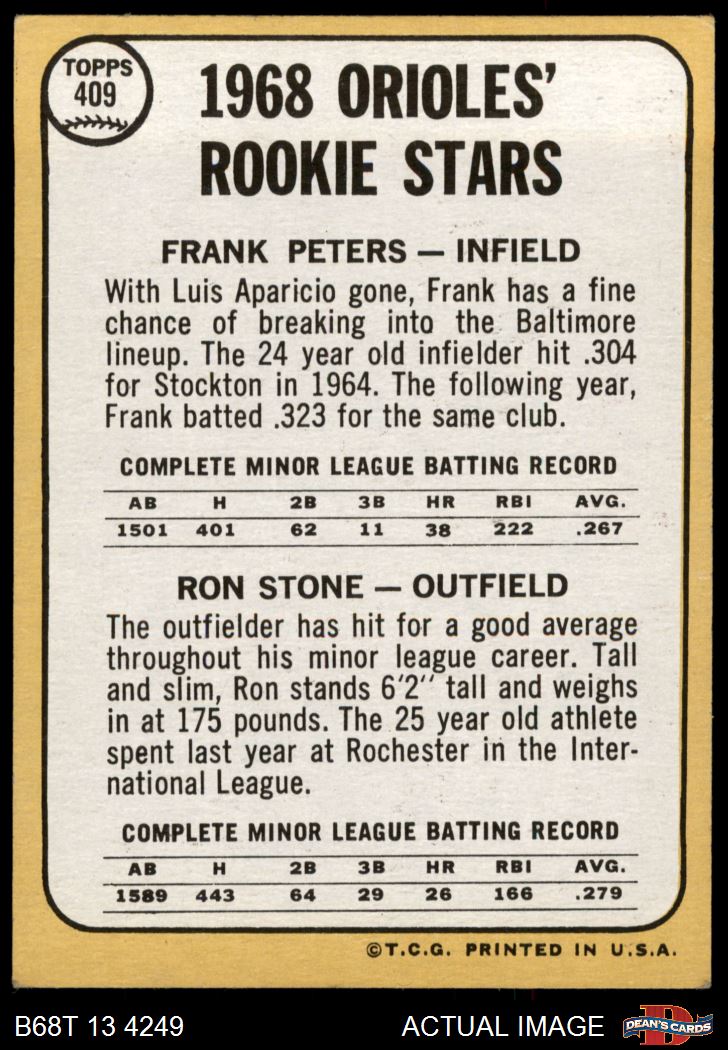 TOPPS
409
1968 ORIOLES'
ROOKIE STARS
FRANK PETERS — INFIELD
With Luis Aparicio gone, Frank has a fine
chance of breaking into the Baltimore
lineup. The 24 year old infielder hit .304
for Stockton in 1964. The following year,
Frank batted .323 for the same club.
COMPLETE MINOR LEAGUE BATTING RECORD
AB H 2B 3B HR RBI AVG.
1501 401 62 11 38 222 .267
RON STONE — OUTFIELD
The outfielder has hit for a good average
throughout his minor league career. Tall
and slim, Ron stands 6'2'' tall and weighs
in at 175 pounds. The 25 year old athlete
spent last year at Rochester in the Inter-
national League.
COMPLETE MINOR LEAGUE BATTING RECORD
AB H 2B 3B HR RBI AVG.
1589 443 64 29 26 166 .279
©T.C.G. PRINTED IN U.S.A.
B68T 13 4249 ACTUAL IMAGE D DEAN'S CARDS